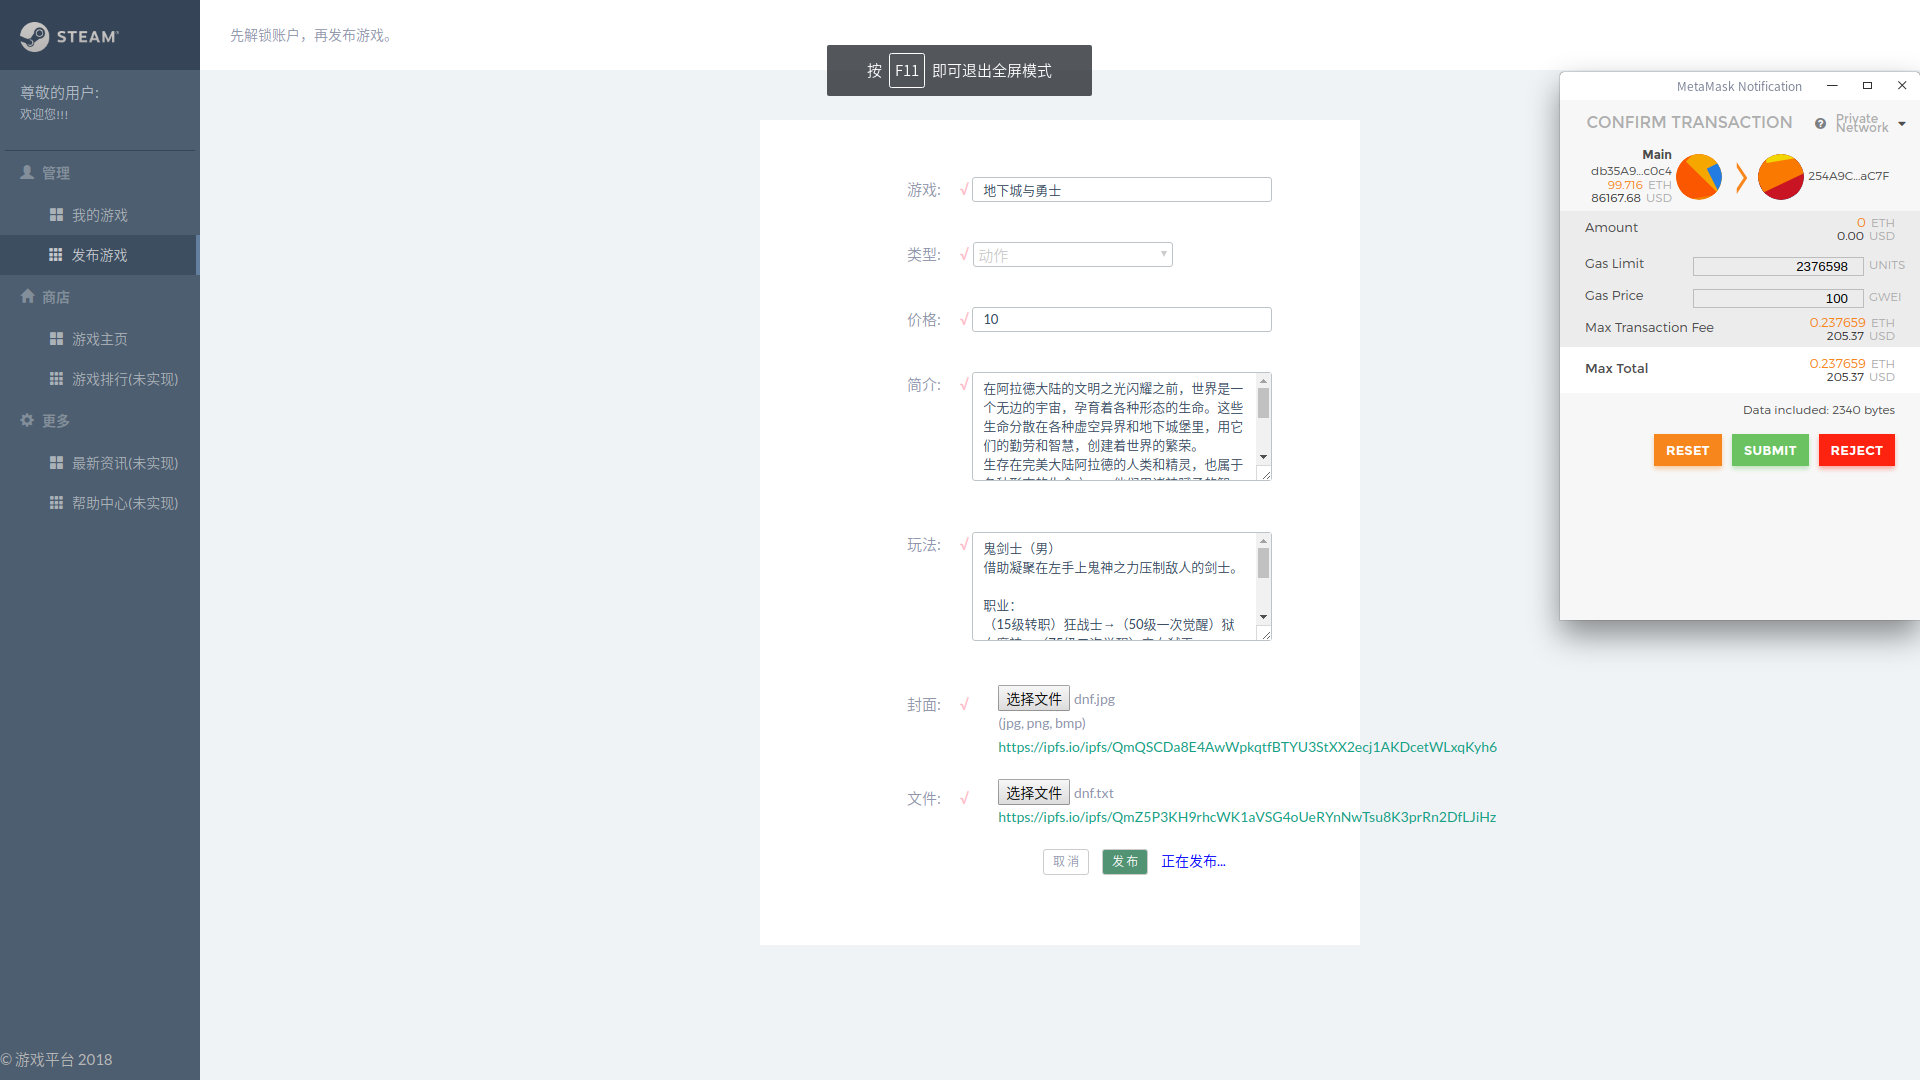 STEAM
尊敬的用户:
欢迎您!!!
管理
我的游戏
发布游戏
商店
游戏主页
游戏排行(未实现)
更多
最新资讯(未实现)
帮助中心(未实现)
© 游戏平台 2018
先解锁账户，再发布游戏。
按 F11 即可退出全屏模式
游戏: √ 地下城与勇士
类型: √ 动作
价格: √ 10
简介: √ 在阿拉德大陆的文明之光闪耀之前，世界是一
个无边的宇宙，孕育着各种形态的生命。这些
生命分散在各种虚空异界和地下城堡里，用它
们的勤劳和智慧，创建着世界的繁荣。
生存在完美大陆阿拉德的人类和精灵，也属于
玩法: √ 鬼剑士（男）
借助凝聚在左手上鬼神之力压制敌人的剑士。
职业：
（15级转职）狂战士→（50级一次觉醒）狱
封面: √ 选择文件 dnf.jpg
(jpg, png, bmp)
https://ipfs.io/ipfs/QmQSCDa8E4AwWpkqtfBTYU3StXX2ecj1AKDcetWLxqKyh6
文件: √ 选择文件 dnf.txt
https://ipfs.io/ipfs/QmZ5P3KH9rhcWK1aVSG4oUeRYnNwTsu8K3prRn2DfLJiHz
取消 发布 正在发布...
MetaMask Notification
CONFIRM TRANSACTION
Private
Network
Main
db35A9...c0c4
99.716 ETH
86167.68 USD
254A9C...aC7F
Amount 0 ETH
0.00 USD
Gas Limit 2376598 UNITS
Gas Price 100 GWEI
Max Transaction Fee 0.237659 ETH
205.37 USD
Max Total 0.237659 ETH
205.37 USD
Data included: 2340 bytes
RESET SUBMIT REJECT